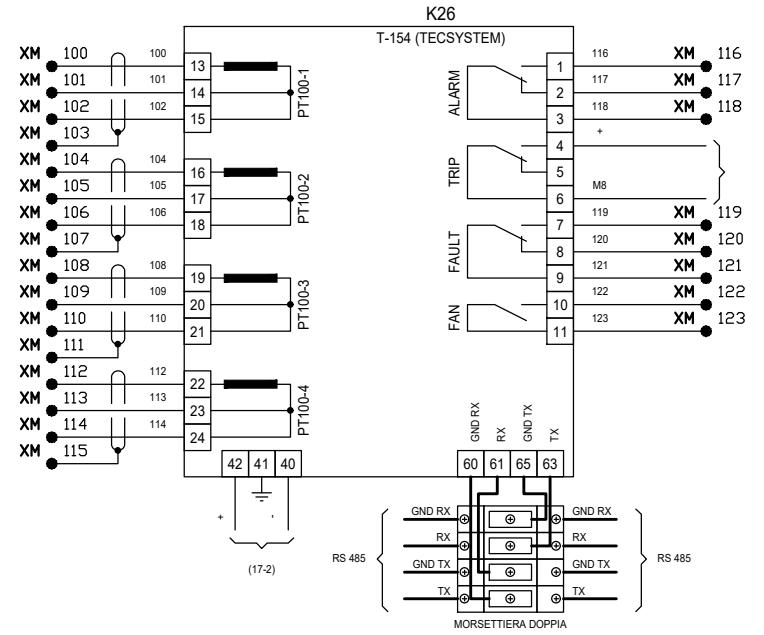 K26
T-154 (TECSYSTEM)
XM 100 100 13
XM 101 101 14
XM 102 102 15
XM 103
PT100-1
XM 104 104 16
XM 105 105 17
XM 106 106 18
XM 107
PT100-2
XM 108 108 19
XM 109 109 20
XM 110 110 21
XM 111
PT100-3
XM 112 112 22
XM 113 113 23
XM 114 114 24
XM 115
PT100-4
ALARM
1 116 XM 116
2 117 XM 117
3 118 XM 118
TRIP
4 +
5
6 M8
FAULT
7 119 XM 119
8 120 XM 120
9 121 XM 121
FAN
10 122 XM 122
11 123 XM 123
42 41 40
+ -
(17-2)
GND RX RX GND TX TX
60 61 65 63
GND RX GND RX
RX RX
RS 485 RS 485
GND TX GND TX
TX TX
MORSETTIERA DOPPIA